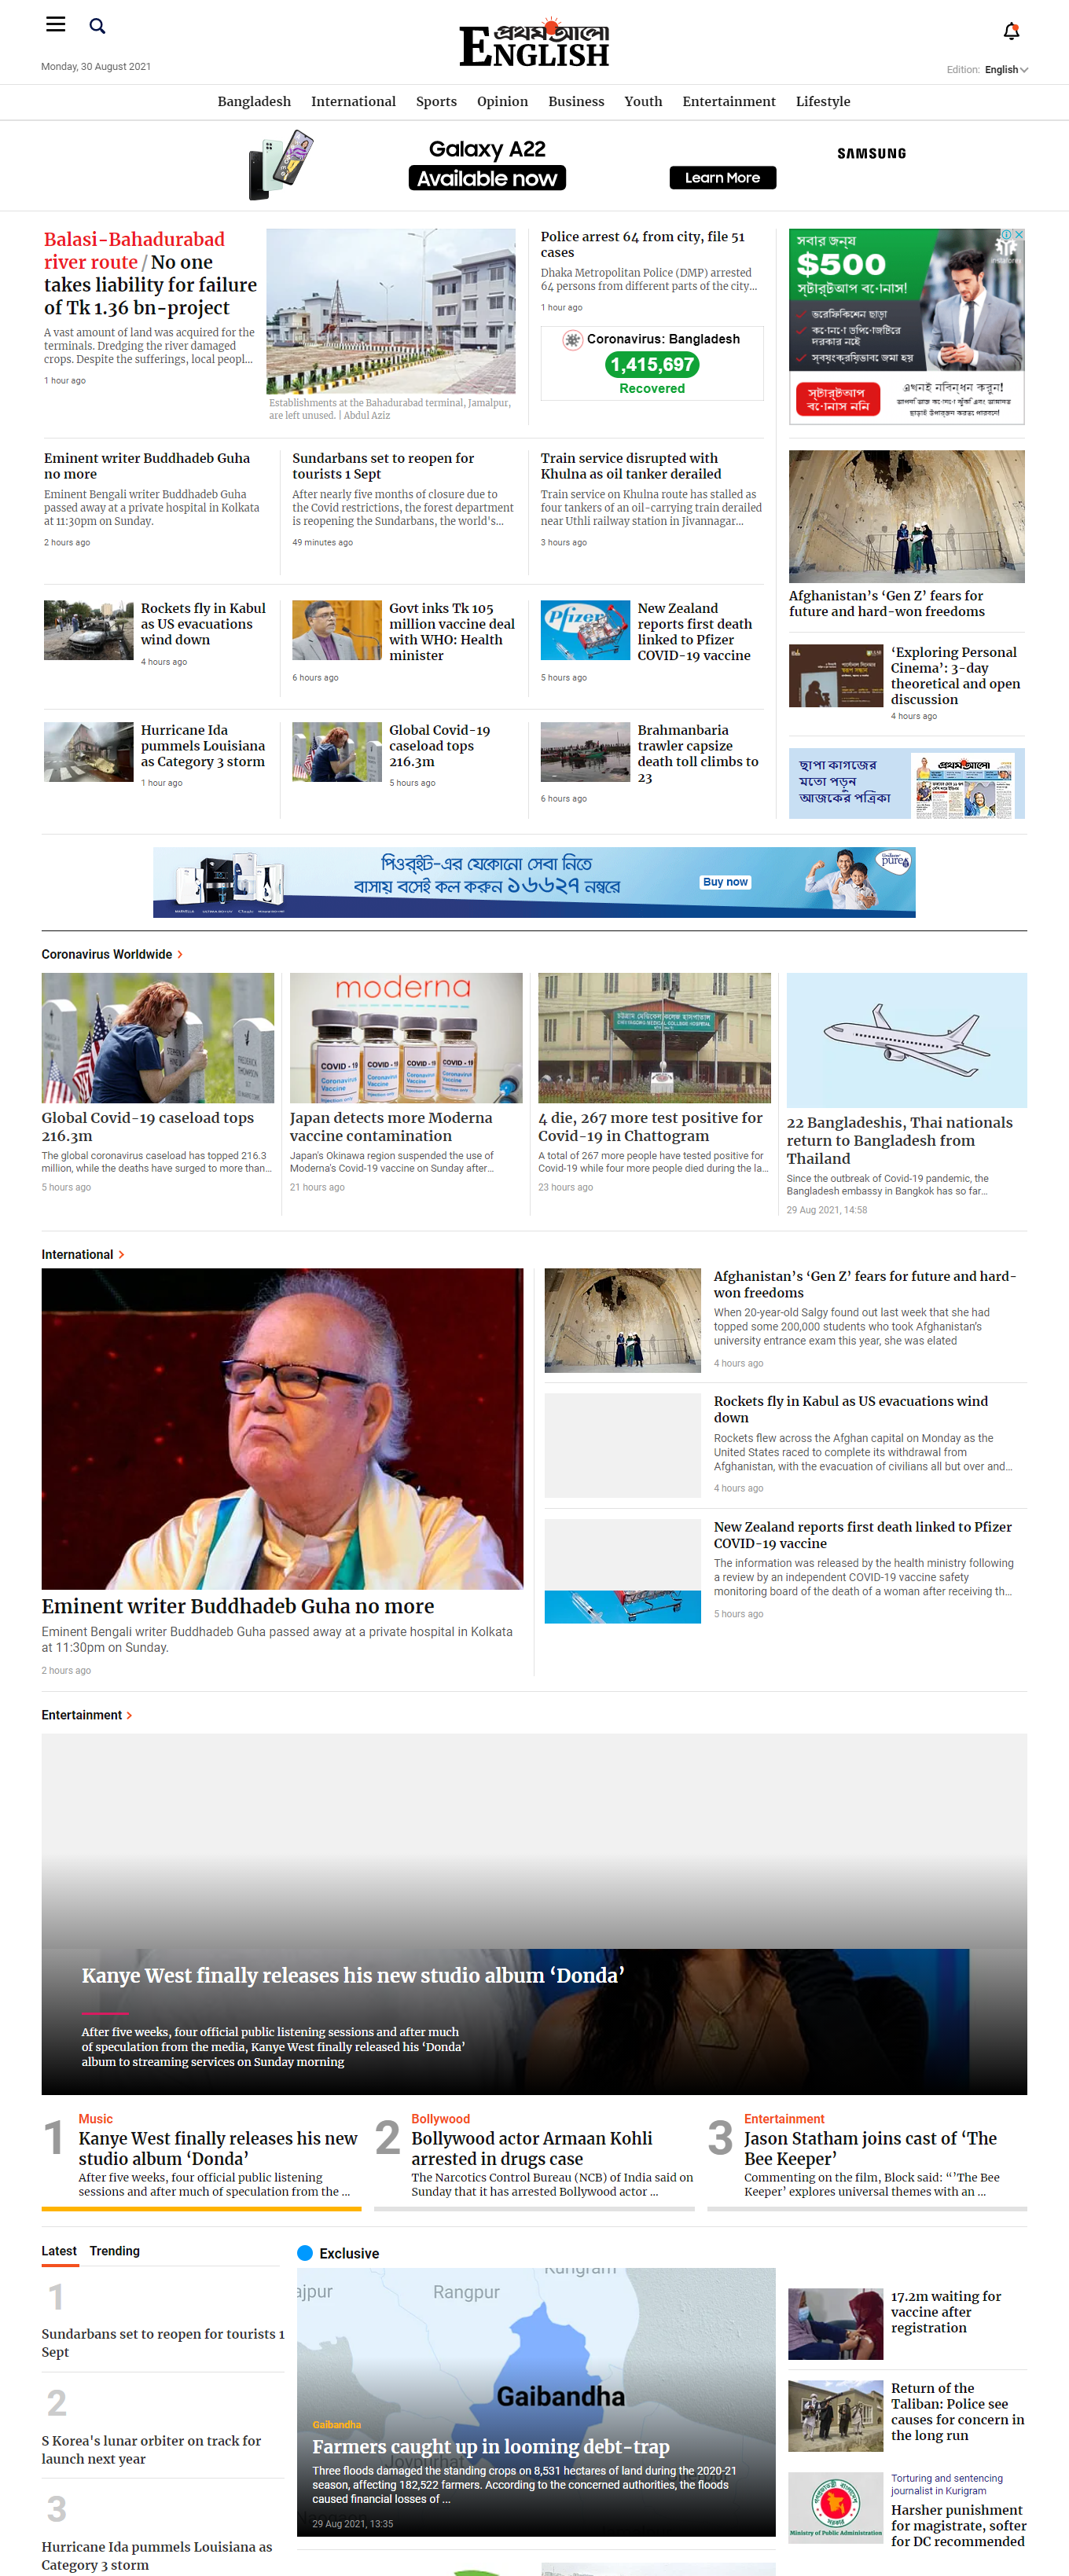 প্রথম আলো
ENGLISH
Monday, 30 August 2021
Edition: English
Bangladesh International Sports Opinion Business Youth Entertainment Lifestyle
Galaxy A22
Available now
Learn More
SAMSUNG
Balasi-Bahadurabad
river route / No one
takes liability for failure
of Tk 1.36 bn-project
A vast amount of land was acquired for the
terminals. Dredging the river damaged
crops. Despite the sufferings, local peopl...
1 hour ago
Establishments at the Bahadurabad terminal, Jamalpur,
are left unused. | Abdul Aziz
Police arrest 64 from city, file 51
cases
Dhaka Metropolitan Police (DMP) arrested
64 persons from different parts of the city...
1 hour ago
Coronavirus: Bangladesh
1,415,697
Recovered
সবার জন্য
$500
instaforex
Eminent writer Buddhadeb Guha
no more
Eminent Bengali writer Buddhadeb Guha
passed away at a private hospital in Kolkata
at 11:30pm on Sunday.
2 hours ago
Sundarbans set to reopen for
tourists 1 Sept
After nearly five months of closure due to
the Covid restrictions, the forest department
is reopening the Sundarbans, the world's...
49 minutes ago
Train service disrupted with
Khulna as oil tanker derailed
Train service on Khulna route has stalled as
four tankers of an oil-carrying train derailed
near Uthli railway station in Jivannagar...
3 hours ago
Afghanistan’s ‘Gen Z’ fears for
future and hard-won freedoms
Rockets fly in Kabul
as US evacuations
wind down
4 hours ago
Govt inks Tk 105
million vaccine deal
with WHO: Health
minister
6 hours ago
Pfizer
New Zealand
reports first death
linked to Pfizer
COVID-19 vaccine
5 hours ago
‘Exploring Personal
Cinema’: 3-day
theoretical and open
discussion
4 hours ago
Hurricane Ida
pummels Louisiana
as Category 3 storm
1 hour ago
Global Covid-19
caseload tops
216.3m
5 hours ago
Brahmanbaria
trawler capsize
death toll climbs to
23
6 hours ago
ছাপা কাগজের
মতো পড়ুন
আজকের পত্রিকা
প্রথম আলো
পিওরইট-এর যেকোনো সেবা নিতে
বাসায় বসেই কল করুন ১৬৬২৭ নম্বরে
Buy now
pureit
Coronavirus Worldwide
moderna
COVID - 19 COVID - 19 COVID - 19 COVID - 19
Coronavirus Vaccine
Global Covid-19 caseload tops
216.3m
The global coronavirus caseload has topped 216.3
million, while the deaths have surged to more than...
5 hours ago
Japan detects more Moderna
vaccine contamination
Japan's Okinawa region suspended the use of
Moderna's Covid-19 vaccine on Sunday after...
21 hours ago
চট্টগ্রাম মেডিকেল কলেজ হাসপাতাল
CHITTAGONG MEDICAL COLLEGE HOSPITAL
4 die, 267 more test positive for
Covid-19 in Chattogram
A total of 267 more people have tested positive for
Covid-19 while four more people died during the la...
23 hours ago
22 Bangladeshis, Thai nationals
return to Bangladesh from
Thailand
Since the outbreak of Covid-19 pandemic, the
Bangladesh embassy in Bangkok has so far...
29 Aug 2021, 14:58
International
Eminent writer Buddhadeb Guha no more
Eminent Bengali writer Buddhadeb Guha passed away at a private hospital in Kolkata
at 11:30pm on Sunday.
2 hours ago
Afghanistan’s ‘Gen Z’ fears for future and hard-
won freedoms
When 20-year-old Salgy found out last week that she had
topped some 200,000 students who took Afghanistan’s
university entrance exam this year, she was elated
4 hours ago
Rockets fly in Kabul as US evacuations wind
down
Rockets flew across the Afghan capital on Monday as the
United States raced to complete its withdrawal from
Afghanistan, with the evacuation of civilians all but over and...
4 hours ago
New Zealand reports first death linked to Pfizer
COVID-19 vaccine
The information was released by the health ministry following
a review by an independent COVID-19 vaccine safety
monitoring board of the death of a woman after receiving th...
5 hours ago
Entertainment
Kanye West finally releases his new studio album ‘Donda’
After five weeks, four official public listening sessions and after much
of speculation from the media, Kanye West finally released his ‘Donda’
album to streaming services on Sunday morning
1
Music
Kanye West finally releases his new
studio album ‘Donda’
After five weeks, four official public listening
sessions and after much of speculation from the ...
2
Bollywood
Bollywood actor Armaan Kohli
arrested in drugs case
The Narcotics Control Bureau (NCB) of India said on
Sunday that it has arrested Bollywood actor ...
3
Entertainment
Jason Statham joins cast of ‘The
Bee Keeper’
Commenting on the film, Block said: “’The Bee
Keeper’ explores universal themes with an ...
Latest Trending
1
Sundarbans set to reopen for tourists 1
Sept
2
S Korea's lunar orbiter on track for
launch next year
3
Hurricane Ida pummels Louisiana as
Category 3 storm
Exclusive
Kurigram
ajpur
Rangpur
Gaibandha
Joypurhat
Gaibandha
Farmers caught up in looming debt-trap
Three floods damaged the standing crops on 8,531 hectares of land during the 2020-21
season, affecting 182,522 farmers. According to the concerned authorities, the floods
caused financial losses of ...
29 Aug 2021, 13:35
17.2m waiting for
vaccine after
registration
Return of the
Taliban: Police see
causes for concern in
the long run
Ministry of Public Administration
Torturing and sentencing
journalist in Kurigram
Harsher punishment
for magistrate, softer
for DC recommended